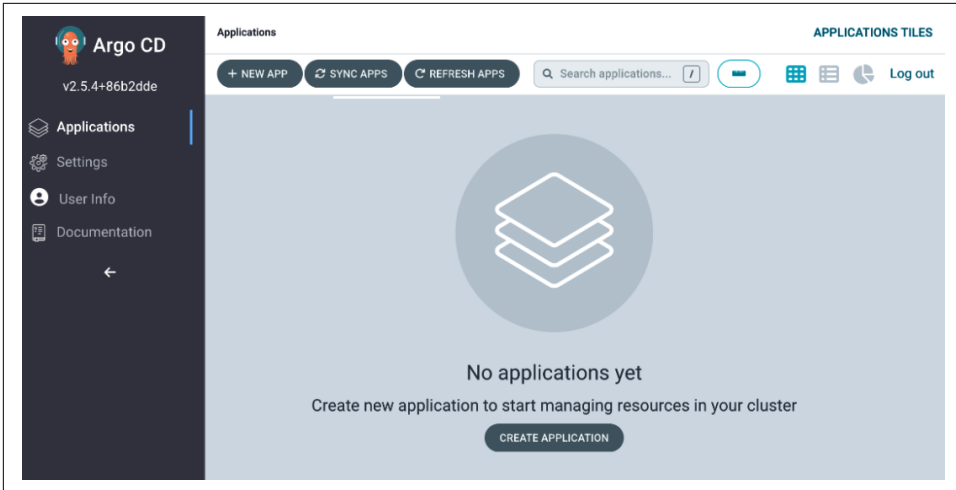 Argo CD
v2.5.4+86b2dde
Applications
Settings
User Info
Documentation
Applications
APPLICATIONS TILES
+ NEW APP
SYNC APPS
REFRESH APPS
Search applications...
/
Log out
No applications yet
Create new application to start managing resources in your cluster
CREATE APPLICATION